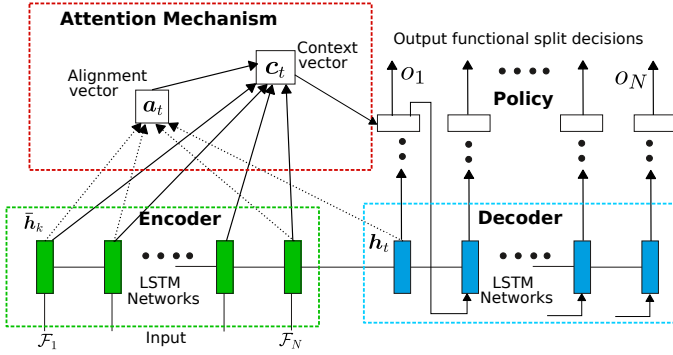 Attention Mechanism
Alignment
vector
a_t
c_t
Context
vector
Output functional split decisions
O_1
O_N
Policy
Encoder
h̄_k
LSTM
Networks
F_1
Input
F_N
Decoder
h_t
LSTM
Networks